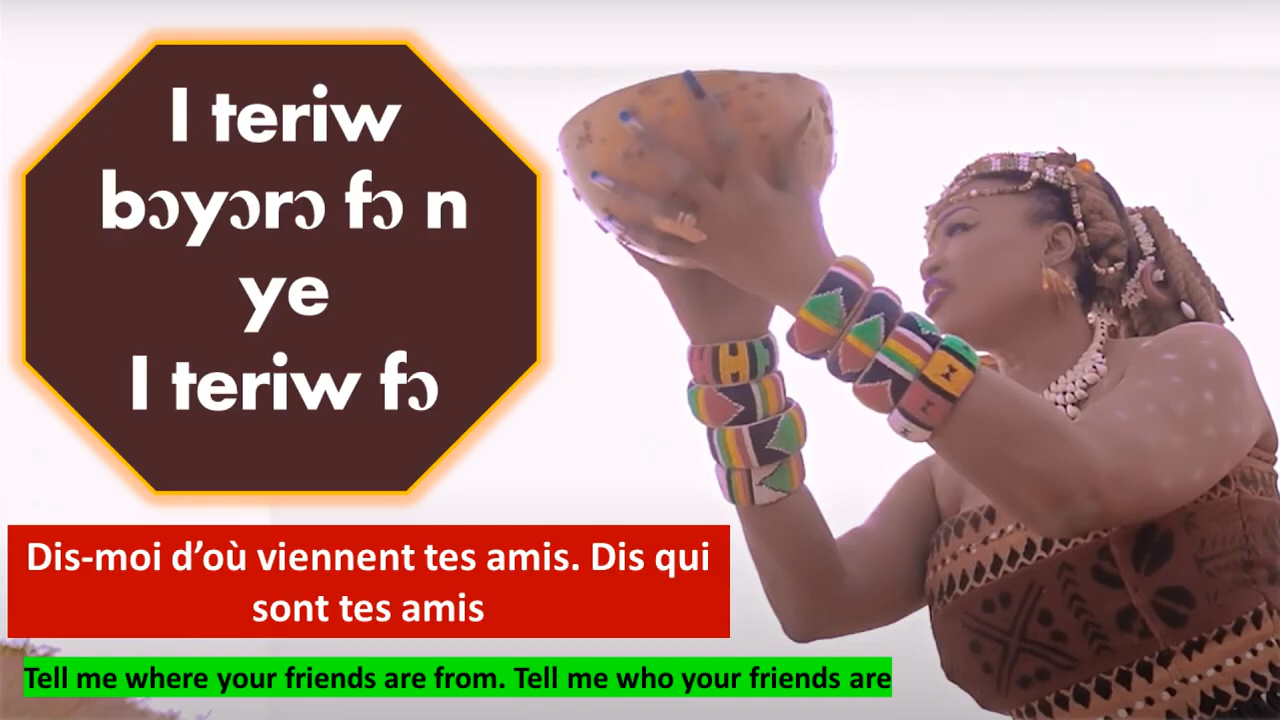 I teriw
bɔyɔrɔ fɔ n
ye
I teriw fɔ
Dis-moi d’où viennent tes amis. Dis qui
sont tes amis
Tell me where your friends are from. Tell me who your friends are